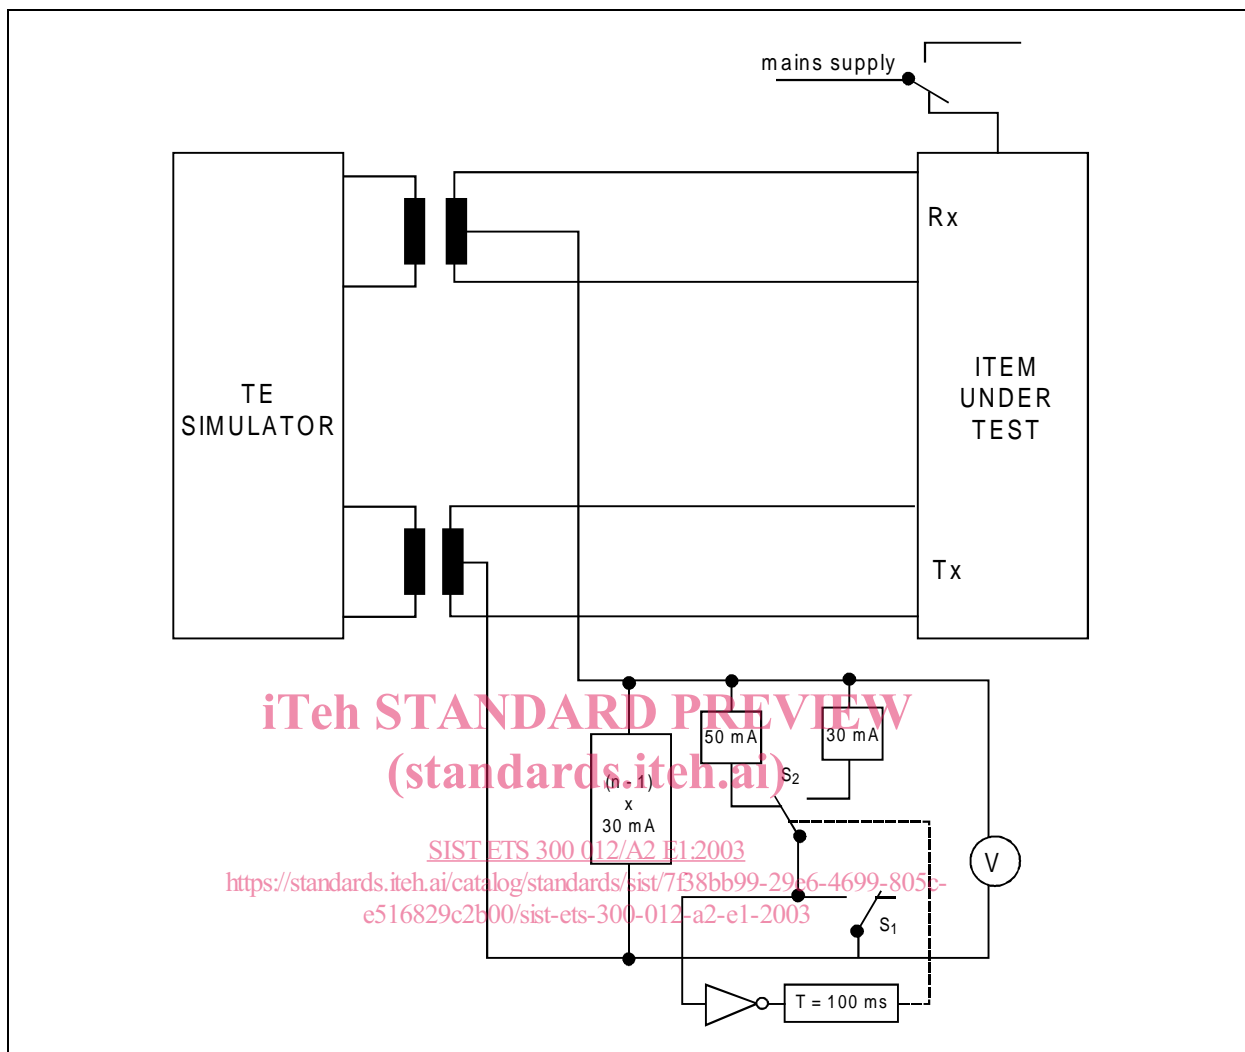 mains supply
Rx
TE
SIMULATOR
ITEM
UNDER
TEST
Tx
iTeh STANDARD PREVIEW
(standards.iteh.ai)
50 mA
30 mA
S2
(n - 1)
x
30 mA
SIST ETS 300 012/A2 E1:2003
https://standards.iteh.ai/catalog/standards/sist/7f38bb99-29e6-4699-805c-
e516829c2b00/sist-ets-300-012-a2-e1-2003
V
S1
T = 100 ms